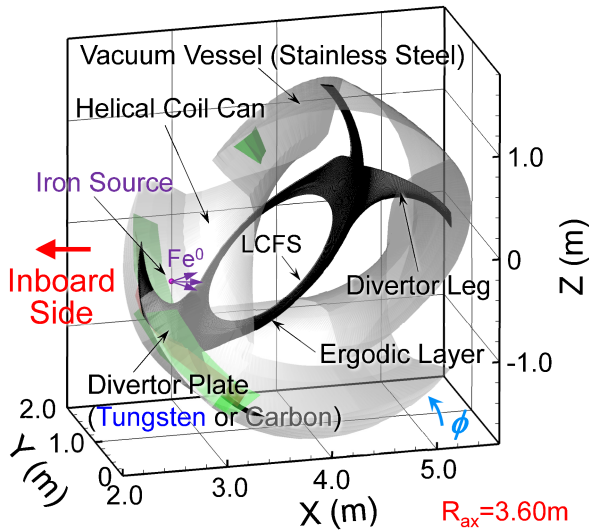 Vacuum Vessel (Stainless Steel)
Helical Coil Can
Iron Source
Fe⁰
LCFS
Inboard
Side
Divertor Leg
Ergodic Layer
Divertor Plate
(Tungsten or Carbon)
1.0
0
-1.0
Z (m)
2.0
1.0
0
Y (m)
2.0
3.0
4.0
5.0
X (m)
ϕ
R_ax=3.60m